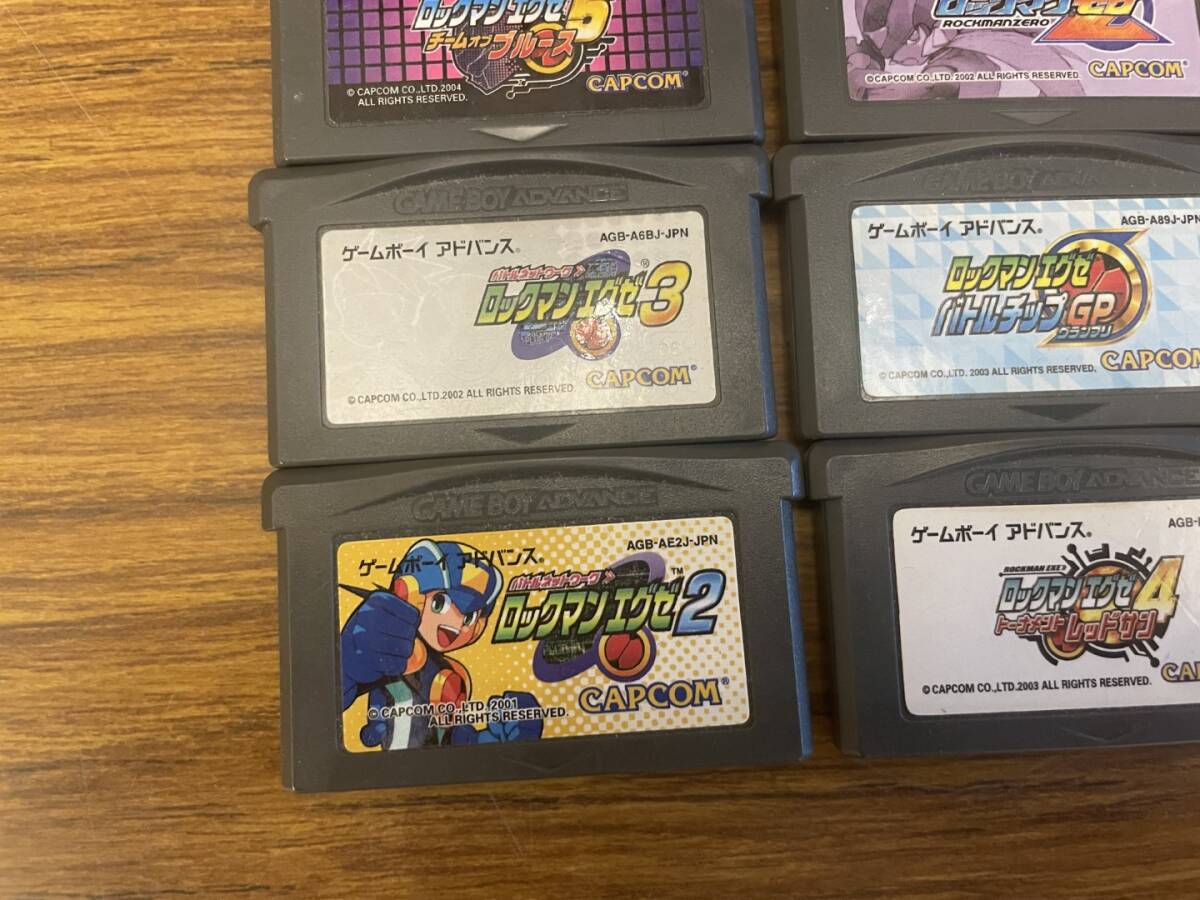 ロックマンエグゼ5
チームオブ ブルース
CAPCOM
© CAPCOM CO.,LTD.2004
ALL RIGHTS RESERVED.
ROCKMANZERO
© CAPCOM CO.,LTD. 2002 ALL RIGHTS RESERVED.
CAPCOM
GAME BOY ADVANCE
ゲームボーイ アドバンス®
AGB-A6BJ-JPN
バトルネットワーク
ロックマンエグゼ3®
CAPCOM®
© CAPCOM CO.,LTD.2002 ALL RIGHTS RESERVED.
GAME BOY ADVA
ゲームボーイ アドバンス®
AGB-A89J-JPN
ロックマンエグゼ
バトルチップGP
グランプリ
CAPCOM
© CAPCOM CO.,LTD. 2003 ALL RIGHTS RESERVED.
GAME BOY ADVANCE
ゲームボーイ アドバンス®
AGB-AE2J-JPN
バトルネットワーク
ロックマンエグゼ2™
CAPCOM®
© CAPCOM CO.,LTD.2001
ALL RIGHTS RESERVED.
GAME BOY ADVANCE
ゲームボーイ アドバンス®
ROCKMAN EXE
ロックマンエグゼ4
トーナメント レッドサン
© CAPCOM CO.,LTD.2003 ALL RIGHTS RESERVED.